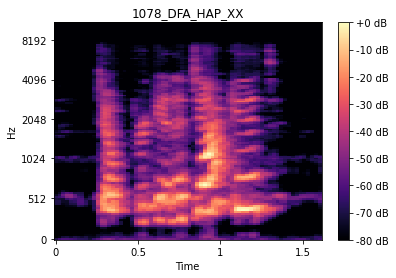 1078_DFA_HAP_XX
8192
4096
2048
1024
512
0
Hz
0
0.5
1
1.5
Time
+0 dB
-10 dB
-20 dB
-30 dB
-40 dB
-50 dB
-60 dB
-70 dB
-80 dB